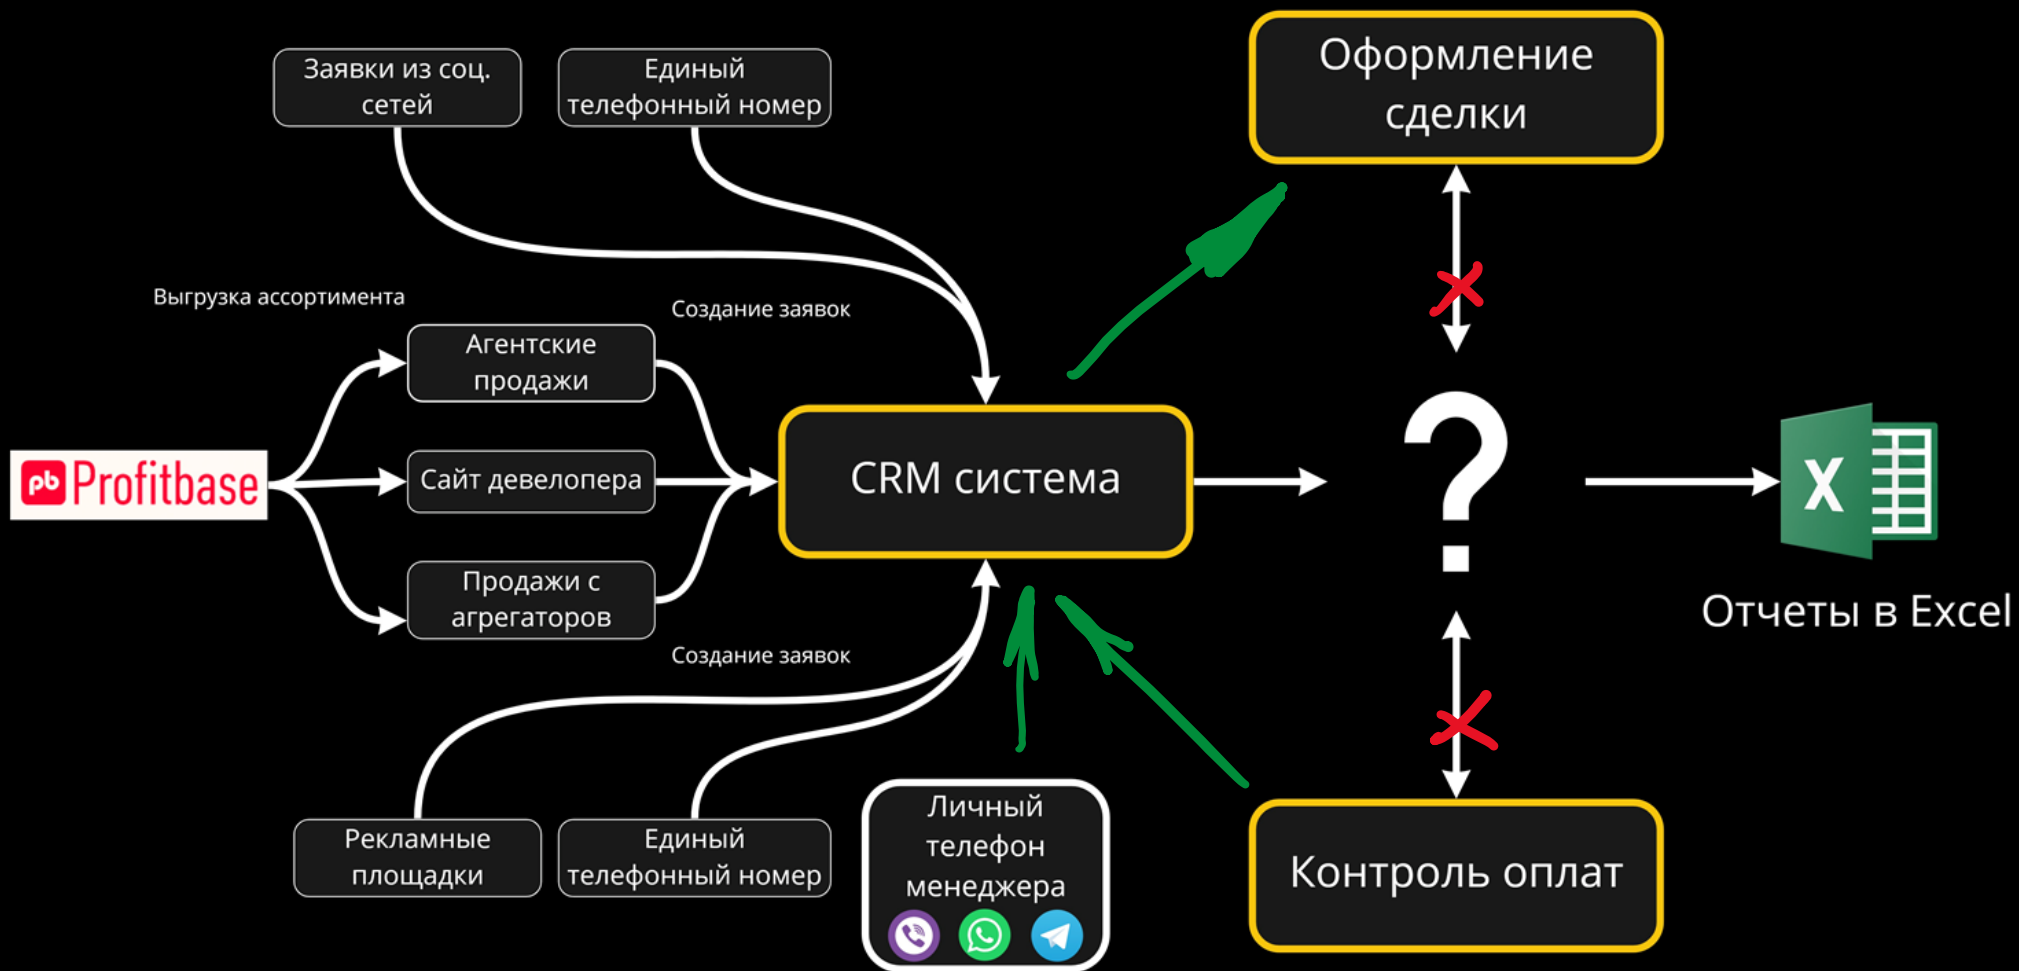 Заявки из соц.
сетей
Единый
телефонный номер
Оформление
сделки
Выгрузка ассортимента
Создание заявок
Агентские
продажи
pb Profitbase
Сайт девелопера
CRM система
?
X
Продажи с
агрегаторов
Отчеты в Excel
Создание заявок
Рекламные
площадки
Единый
телефонный номер
Личный
телефон
менеджера
Контроль оплат